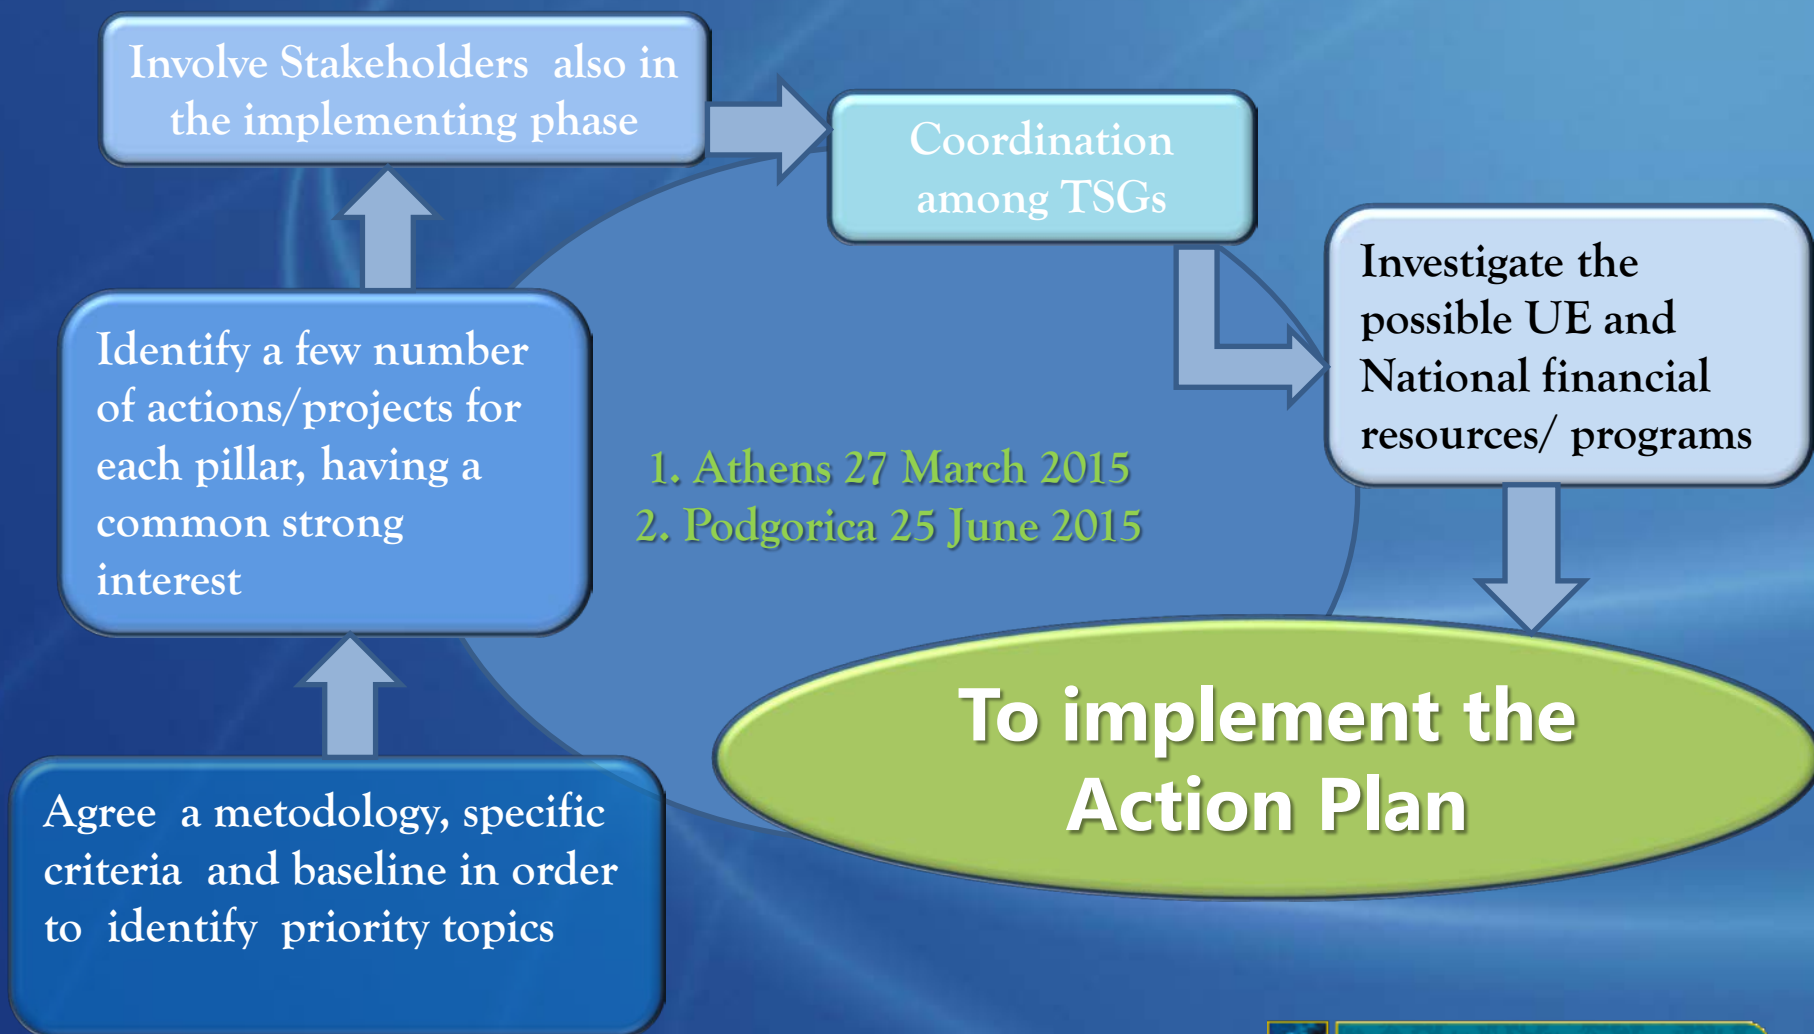 Involve Stakeholders also in
the implementing phase
Coordination
among TSGs
Investigate the
possible UE and
National financial
resources/ programs
Identify a few number
of actions/projects for
each pillar, having a
common strong
interest
1. Athens 27 March 2015
2. Podgorica 25 June 2015
To implement the
Action Plan
Agree a metodology, specific
criteria and baseline in order
to identify priority topics